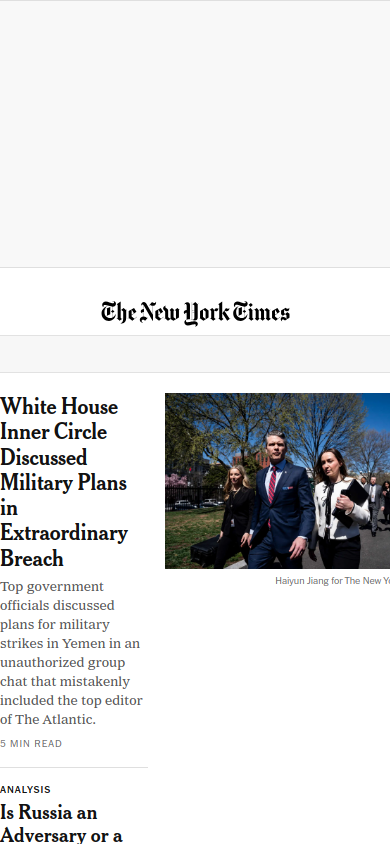 The New York Times
White House
Inner Circle
Discussed
Military Plans
in
Extraordinary
Breach
Haiyun Jiang for The New Yo
Top government
officials discussed
plans for military
strikes in Yemen in an
unauthorized group
chat that mistakenly
included the top editor
of The Atlantic.
5 MIN READ
ANALYSIS
Is Russia an
Adversary or a